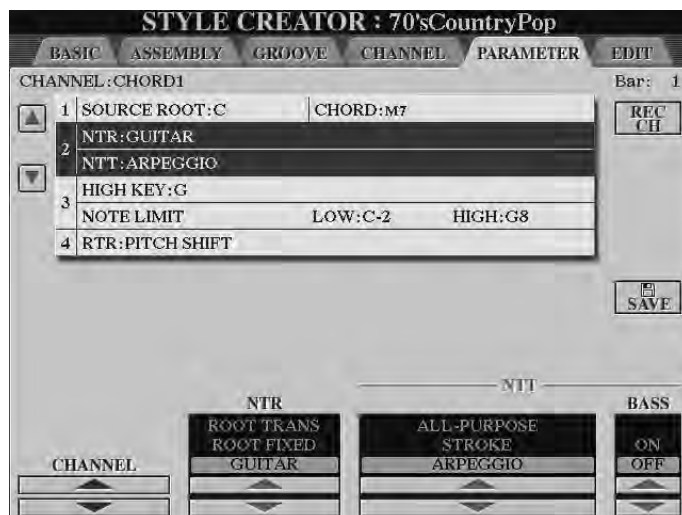 STYLE CREATOR : 70'sCountryPop
BASIC ASSEMBLY GROOVE CHANNEL PARAMETER EDIT
CHANNEL:CHORD1 Bar: 1
1 SOURCE ROOT:C CHORD:M7
REC CH
2 NTR:GUITAR
NTT:ARPEGGIO
3 HIGH KEY:G
NOTE LIMIT LOW:C-2 HIGH:G8
4 RTR:PITCH SHIFT
SAVE
NTT
NTR BASS
ROOT TRANS ALL-PURPOSE
ROOT FIXED STROKE ON
CHANNEL GUITAR ARPEGGIO OFF